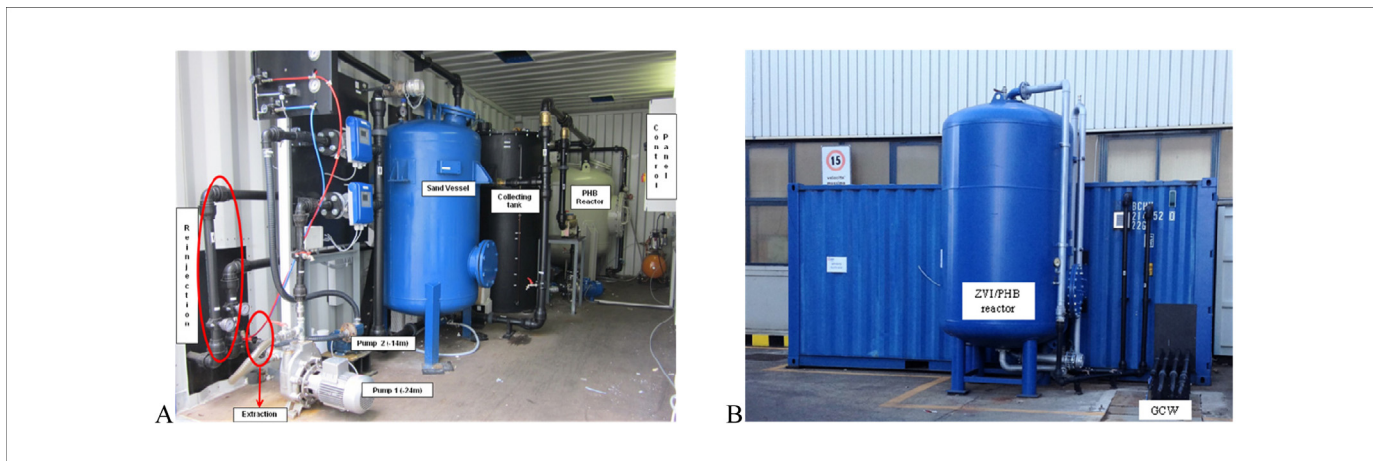 Sand Vessel
Collecting
tank
PHB
Reactor
Control
Panel
Reinjection
Pump 2 (-14m)
Pump 1 (-24m)
Extraction
A
15
ZVI/PHB
reactor
GCW
B